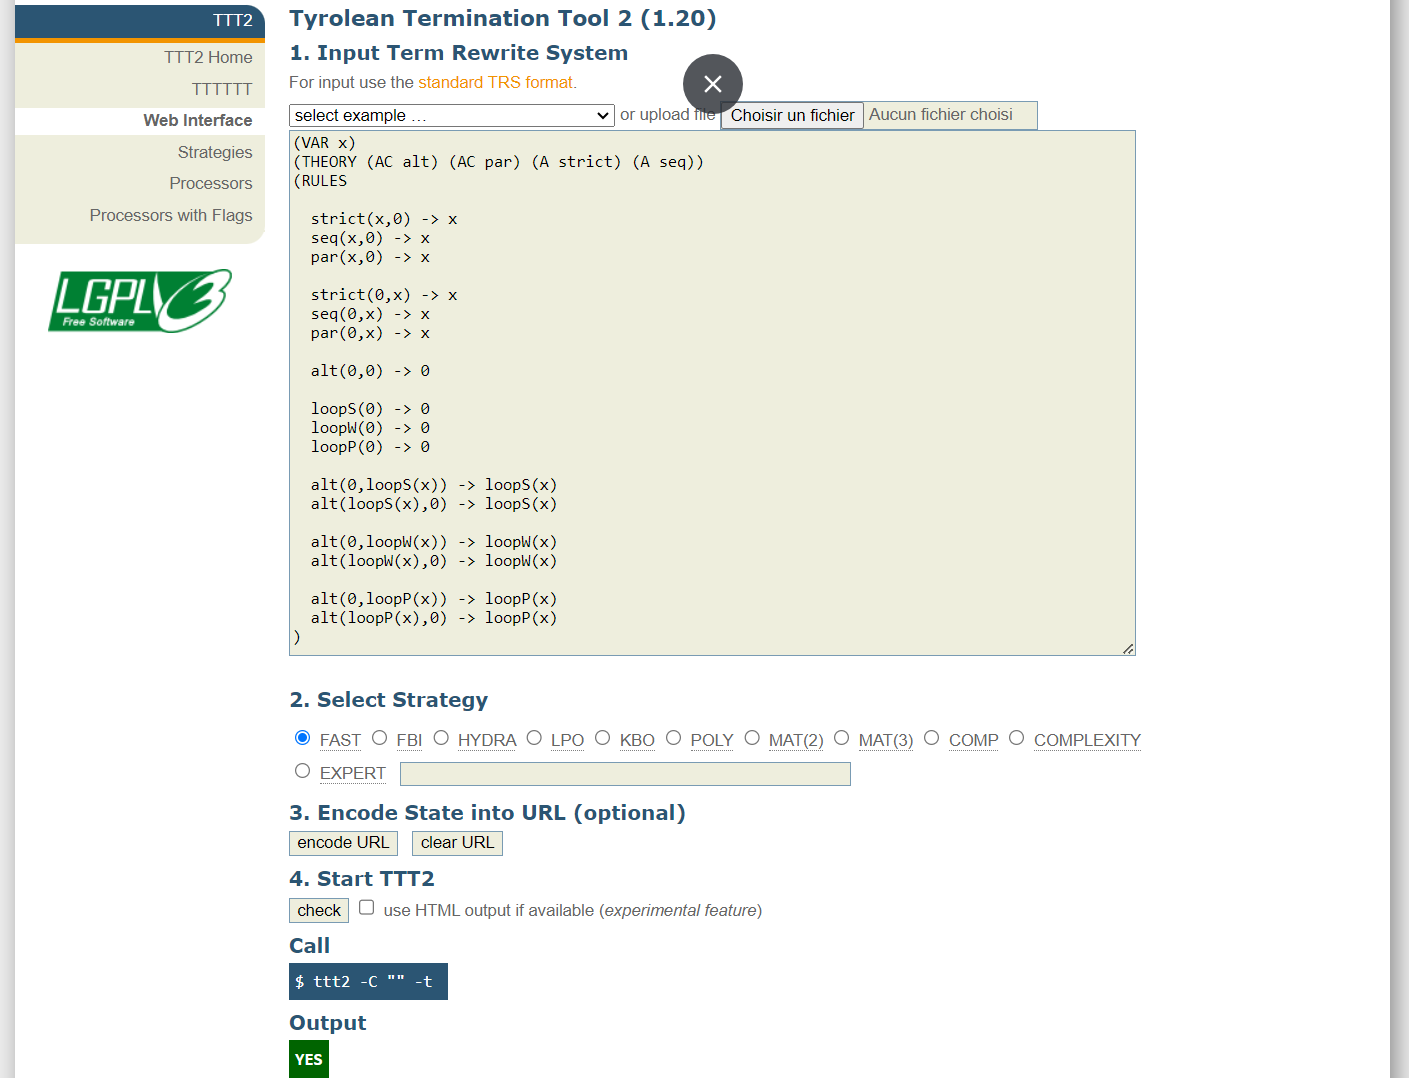 TTT2
TTT2 Home
TTTTTT
Web Interface
Strategies
Processors
Processors with Flags
LGPLV3
Free Software
Tyrolean Termination Tool 2 (1.20)
1. Input Term Rewrite System
For input use the standard TRS format.
select example ... or upload file Choisir un fichier Aucun fichier choisi
(VAR x)
(THEORY (AC alt) (AC par) (A strict) (A seq))
(RULES
strict(x,0) -> x
seq(x,0) -> x
par(x,0) -> x
strict(0,x) -> x
seq(0,x) -> x
par(0,x) -> x
alt(0,0) -> 0
loopS(0) -> 0
loopW(0) -> 0
loopP(0) -> 0
alt(0,loopS(x)) -> loopS(x)
alt(loopS(x),0) -> loopS(x)
alt(0,loopW(x)) -> loopW(x)
alt(loopW(x),0) -> loopW(x)
alt(0,loopP(x)) -> loopP(x)
alt(loopP(x),0) -> loopP(x)
)
2. Select Strategy
FAST FBI HYDRA LPO KBO POLY MAT(2) MAT(3) COMP COMPLEXITY
EXPERT
3. Encode State into URL (optional)
encode URL clear URL
4. Start TTT2
check use HTML output if available (experimental feature)
Call
$ ttt2 -C "" -t
Output
YES